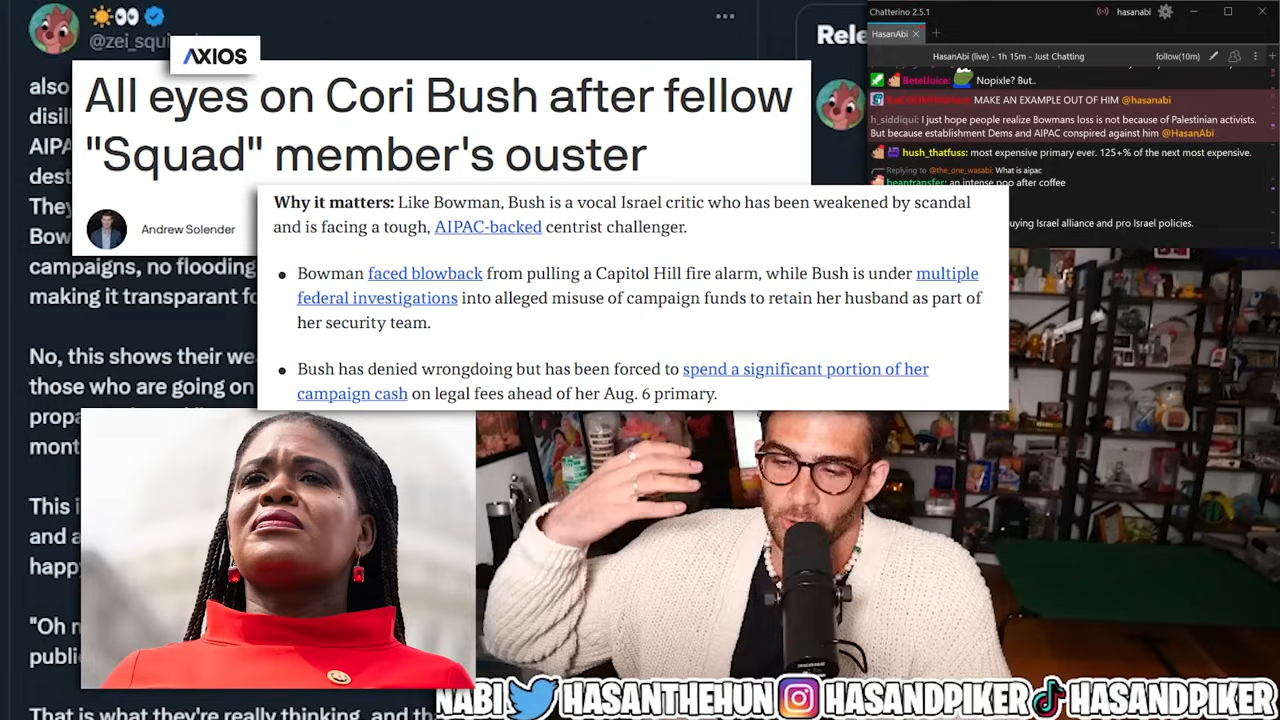 @zei_squi
AXIOS
All eyes on Cori Bush after fellow
"Squad" member's ouster
Andrew Solender
Why it matters: Like Bowman, Bush is a vocal Israel critic who has been weakened by scandal
and is facing a tough, AIPAC-backed centrist challenger.
• Bowman faced blowback from pulling a Capitol Hill fire alarm, while Bush is under multiple
federal investigations into alleged misuse of campaign funds to retain her husband as part of
her security team.
• Bush has denied wrongdoing but has been forced to spend a significant portion of her
campaign cash on legal fees ahead of her Aug. 6 primary.
also
disill
AIPA
dest
They
Bow
campaigns, no flooding
making it transparant fo
No, this shows their wea
those who are going on
propa
mont
This i
and a
happy
"Oh m
publi
That is what they're really thinking, and th
Rele
Chatterino 2.5.1
hasanabi
HasanAbi
HasanAbi (live) - 1h 15m - Just Chatting
follow(10m)
BetelJuice: Nopixle? But..
MAKE AN EXAMPLE OUT OF HIM @hasanabi
h_siddiqui: I just hope people realize Bowmans loss is not because of Palestinian activists.
But because establishment Dems and AIPAC conspired against him @HasanAbi
hush_thatfuss: most expensive primary ever. 125+% of the next most expensive.
Replying to @the_one_wasabi: What is aipac
beantransfer: an intense poo after coffee
uying Israel alliance and pro Israel policies.
NABI HASANTHEHUN HASANDPIKER HASANDPIKER